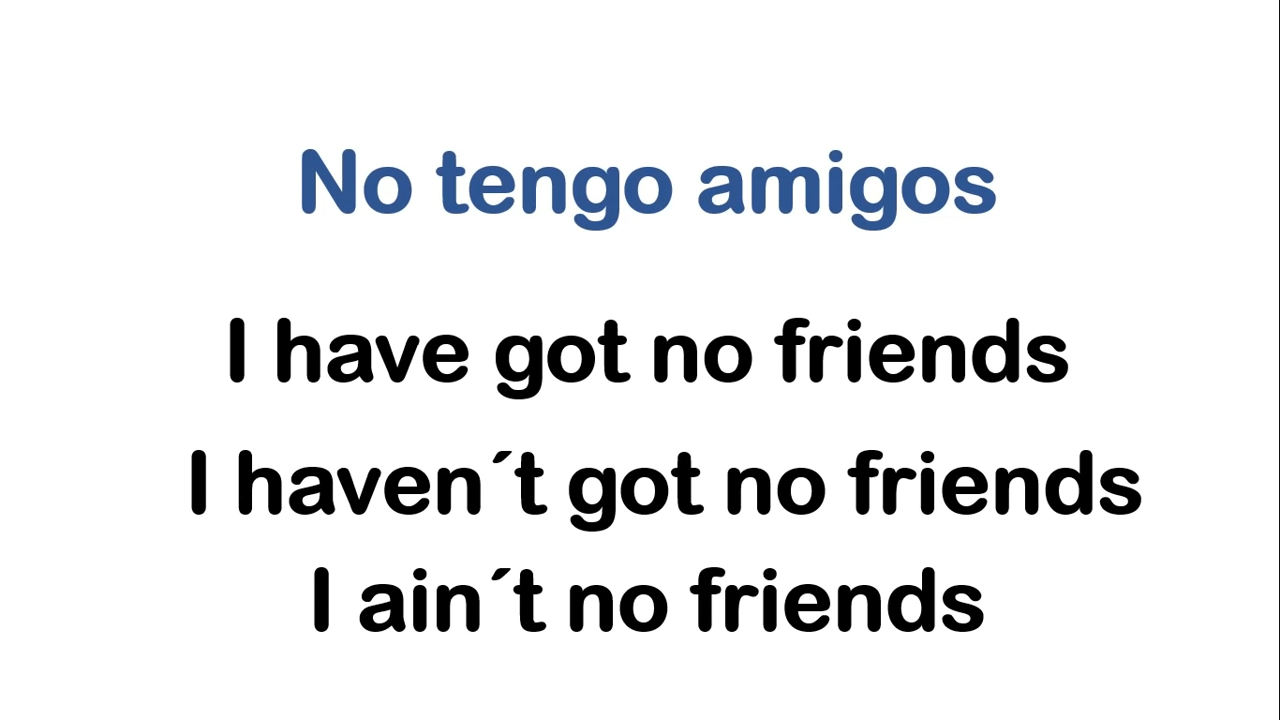 No tengo amigos
I have got no friends
I haven´t got no friends
I ain´t no friends